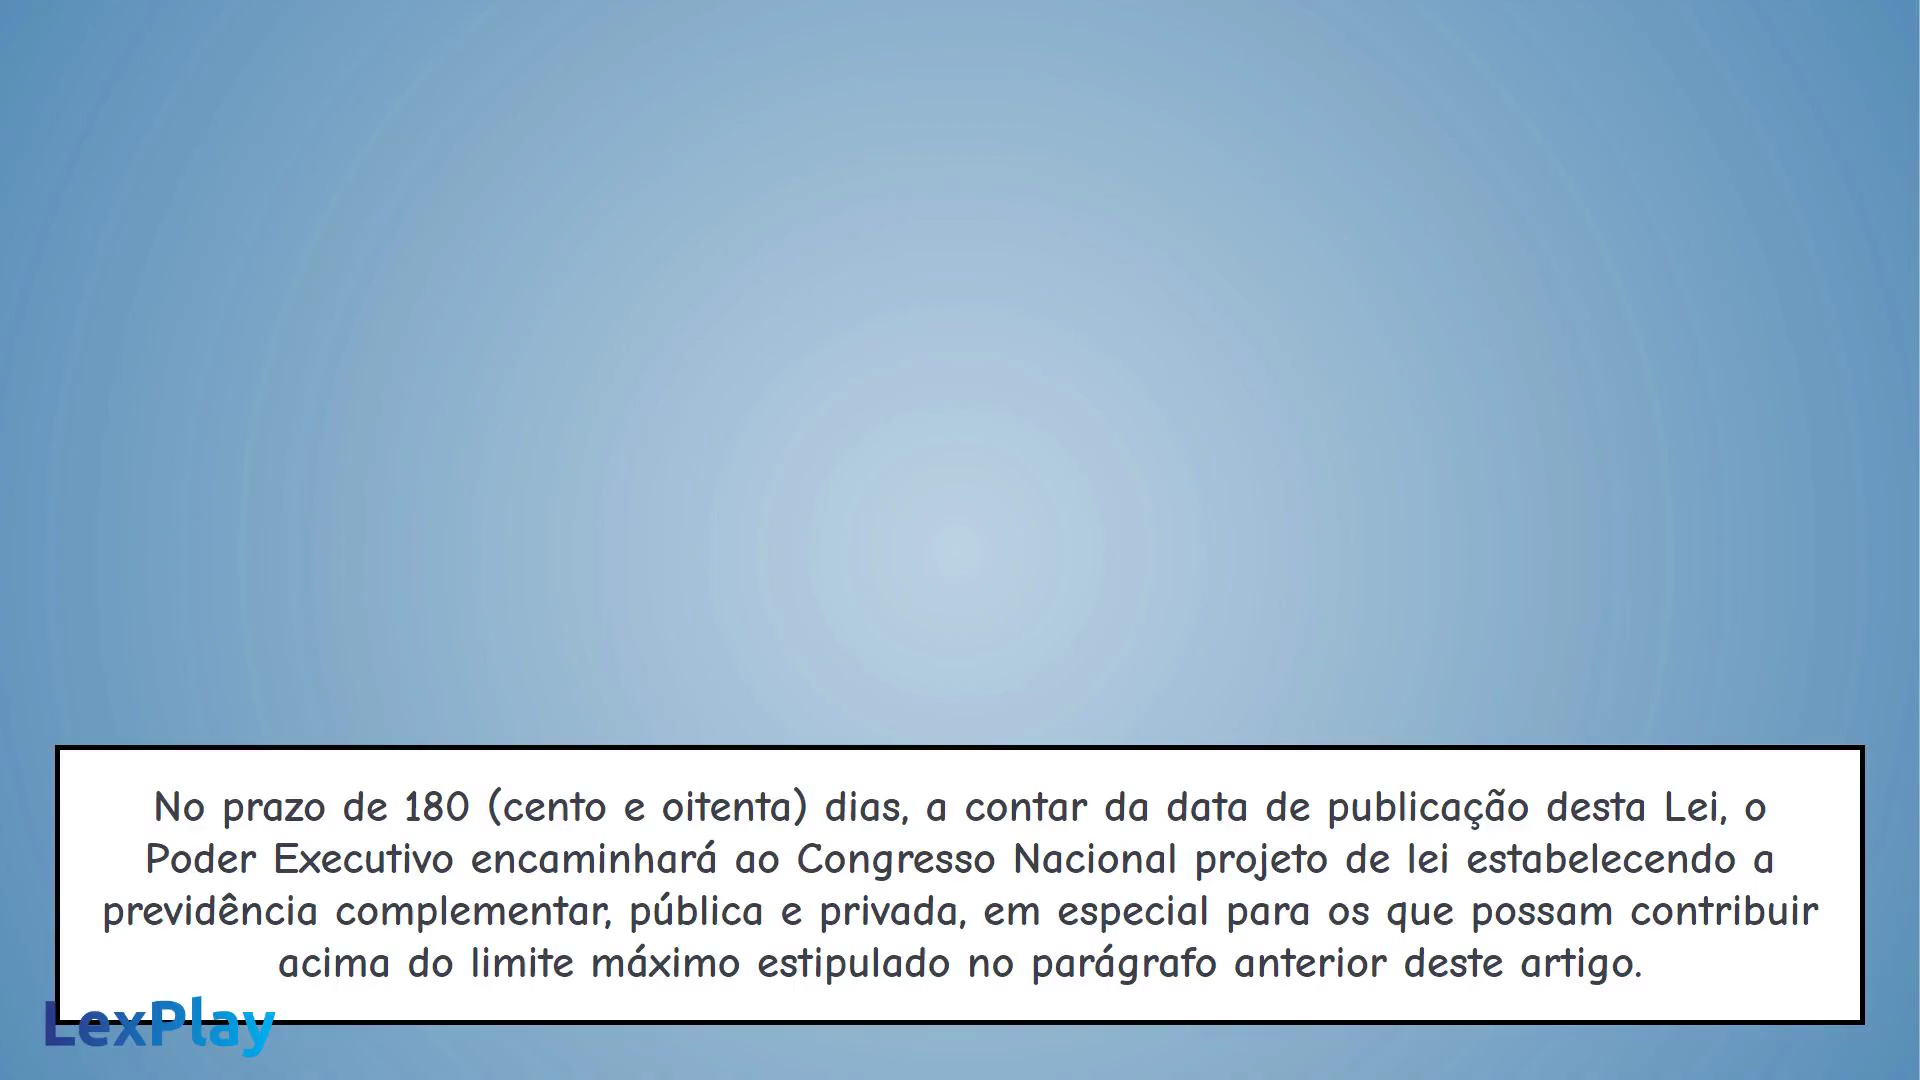 No prazo de 180 (cento e oitenta) dias, a contar da data de publicação desta Lei, o
Poder Executivo encaminhará ao Congresso Nacional projeto de lei estabelecendo a
previdência complementar, pública e privada, em especial para os que possam contribuir
acima do limite máximo estipulado no parágrafo anterior deste artigo.
LexPlay